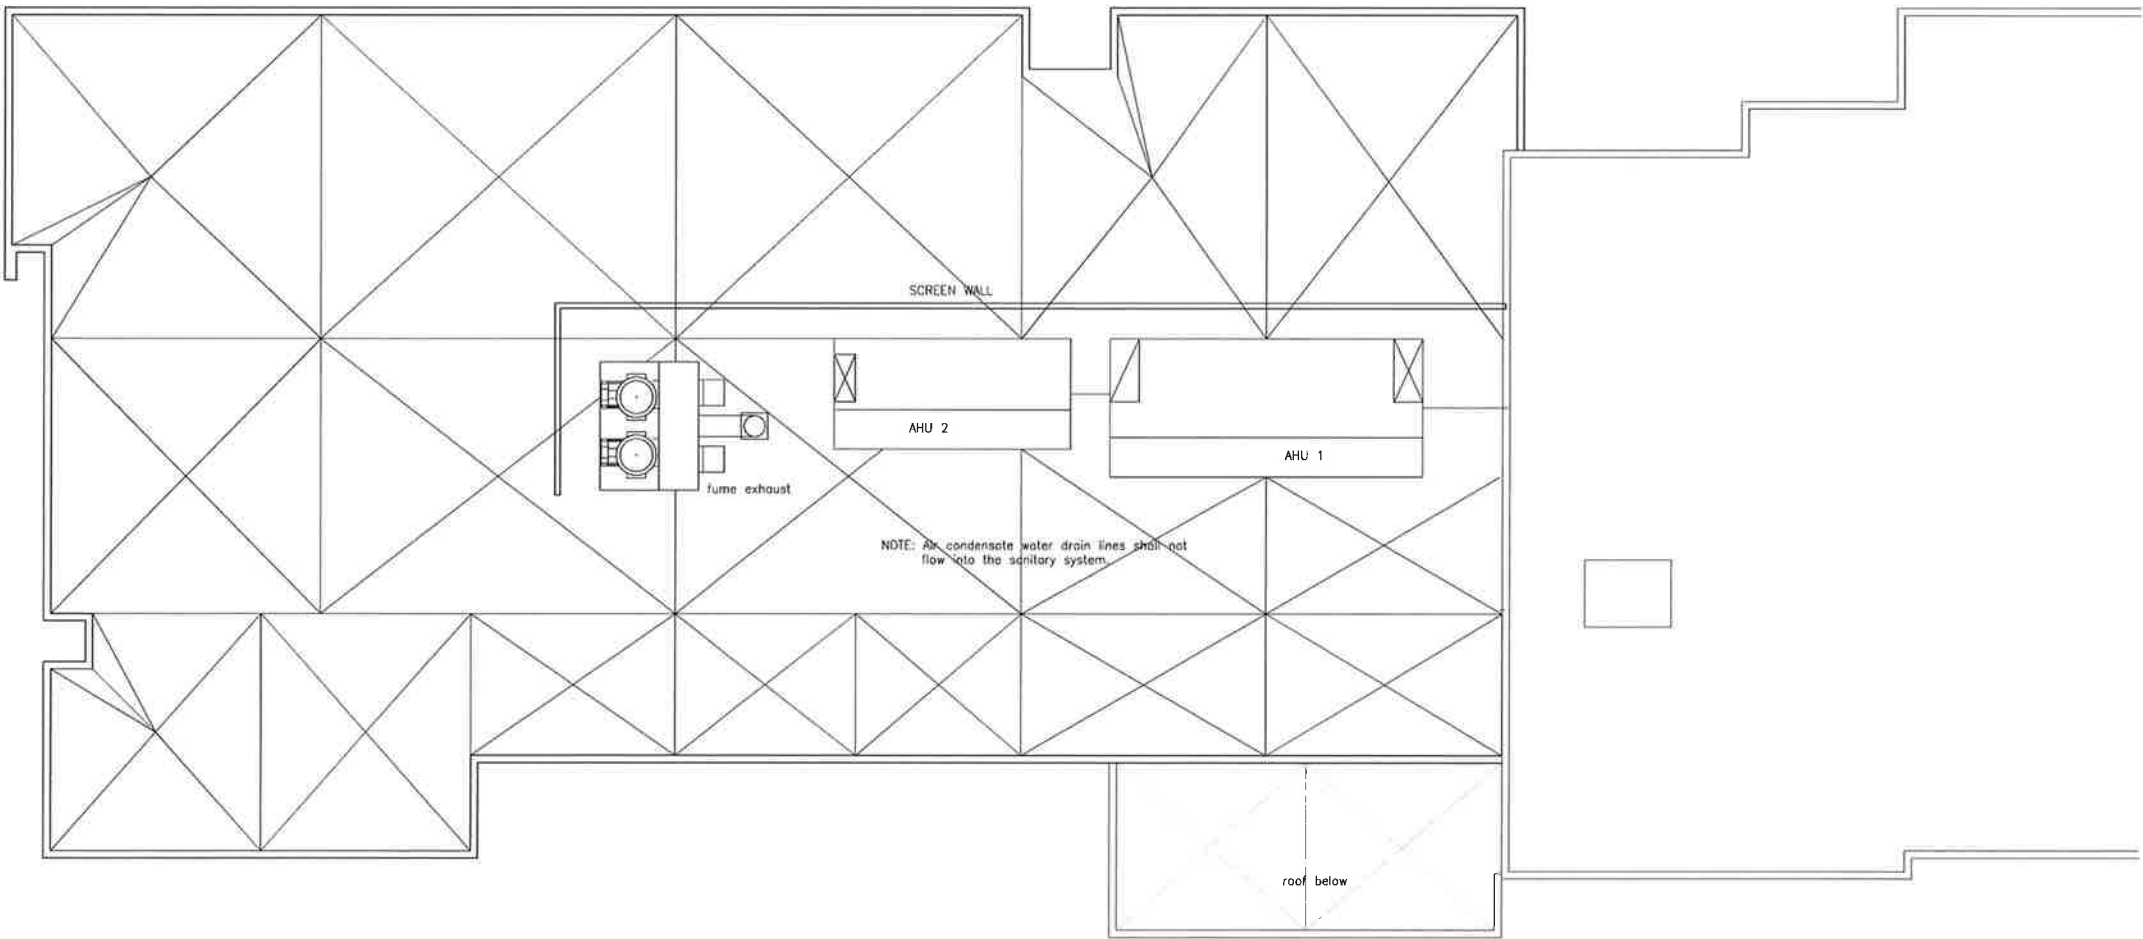 SCREEN WALL
AHU 2
AHU 1
fume exhaust
NOTE: Air condensate water drain lines shall not
flow into the sanitary system.
roof below